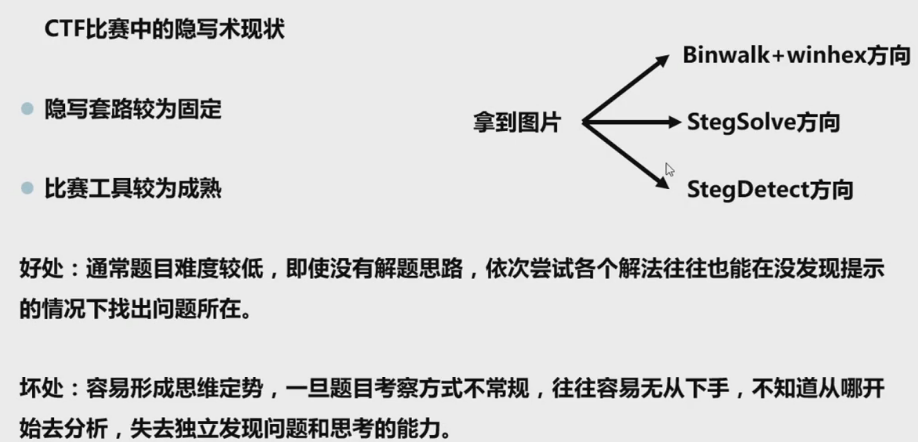 CTF比赛中的隐写术现状
Binwalk+winhex方向
隐写套路较为固定
拿到图片
StegSolve方向
比赛工具较为成熟
StegDetect方向
好处：通常题目难度较低，即使没有解题思路，依次尝试各个解法往往也能在没发现提示
的情况下找出问题所在。
坏处：容易形成思维定势，一旦题目考察方式不常规，往往容易无从下手，不知道从哪开
始去分析，失去独立发现问题和思考的能力。